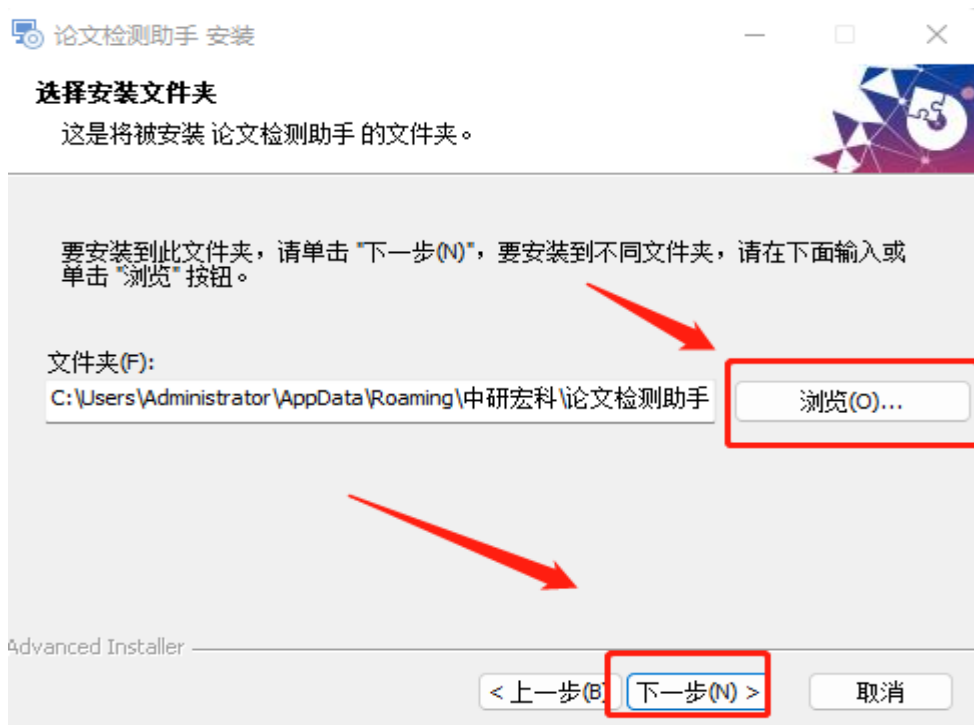 论文检测助手 安装
选择安装文件夹
这是将被安装 论文检测助手 的文件夹。
要安装到此文件夹，请单击 "下一步(N)"，要安装到不同文件夹，请在下面输入或
单击 "浏览" 按钮。
文件夹(F):
C:\Users\Administrator\AppData\Roaming\中研宏科\论文检测助手
浏览(O)...
Advanced Installer
< 上一步(B)
下一步(N) >
取消